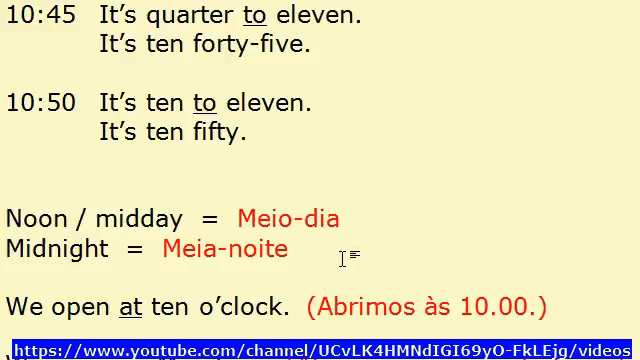 10:45 It's quarter to eleven.
It's ten forty-five.
10:50 It's ten to eleven.
It's ten fifty.
Noon / midday = Meio-dia
Midnight = Meia-noite
We open at ten o'clock. (Abrimos às 10.00.)
https://www.youtube.com/channel/UCvLK4HMNdIGI69yO-FkLEjg/videos